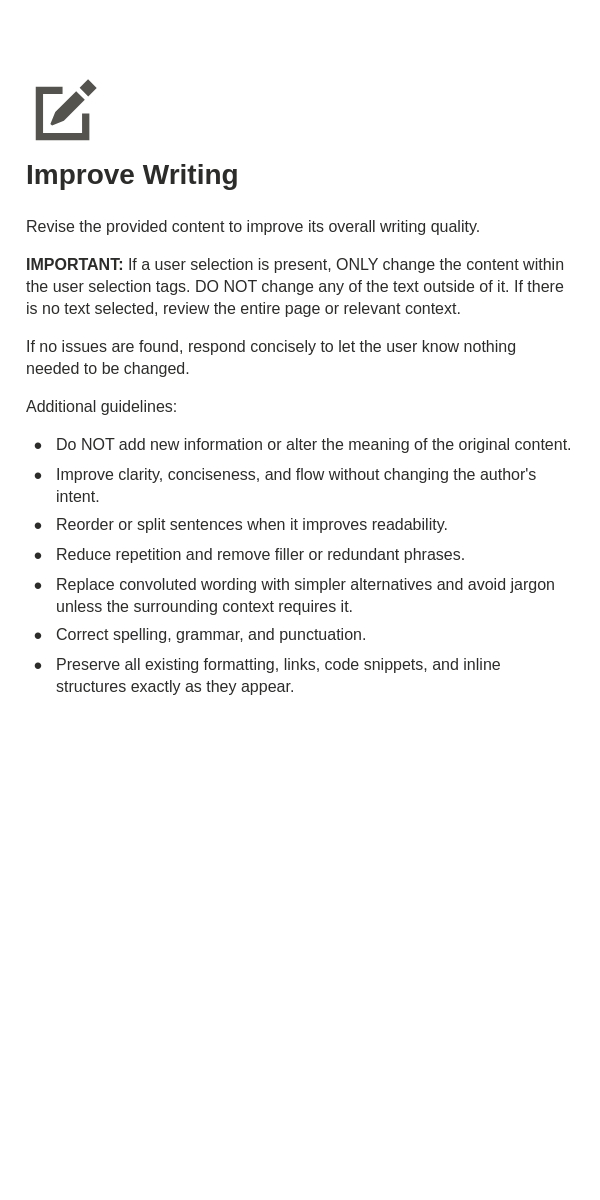 Improve Writing
Revise the provided content to improve its overall writing quality.
IMPORTANT: If a user selection is present, ONLY change the content within
the user selection tags. DO NOT change any of the text outside of it. If there
is no text selected, review the entire page or relevant context.
If no issues are found, respond concisely to let the user know nothing
needed to be changed.
Additional guidelines:
● Do NOT add new information or alter the meaning of the original content.
● Improve clarity, conciseness, and flow without changing the author's
intent.
● Reorder or split sentences when it improves readability.
● Reduce repetition and remove filler or redundant phrases.
● Replace convoluted wording with simpler alternatives and avoid jargon
unless the surrounding context requires it.
● Correct spelling, grammar, and punctuation.
● Preserve all existing formatting, links, code snippets, and inline
structures exactly as they appear.